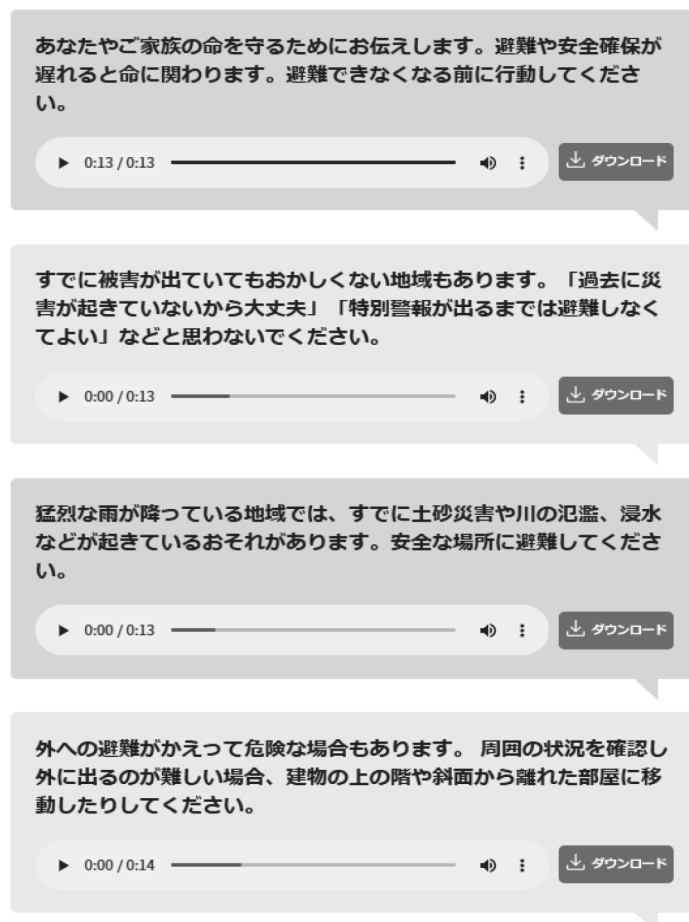 あなたやご家族の命を守るためにお伝えします。避難や安全確保が
遅れると命に関わります。避難できなくなる前に行動してくださ
い。
0:13 / 0:13
ダウンロード
すでに被害が出ていてもおかしくない地域もあります。「過去に災
害が起きていないから大丈夫」「特別警報が出るまでは避難しなく
てよい」などと思わないでください。
0:00 / 0:13
ダウンロード
猛烈な雨が降っている地域では、すでに土砂災害や川の氾濫、浸水
などが起きているおそれがあります。安全な場所に避難してくださ
い。
0:00 / 0:13
ダウンロード
外への避難がかえって危険な場合もあります。 周囲の状況を確認し
外に出るのが難しい場合、建物の上の階や斜面から離れた部屋に移
動したりしてください。
0:00 / 0:14
ダウンロード